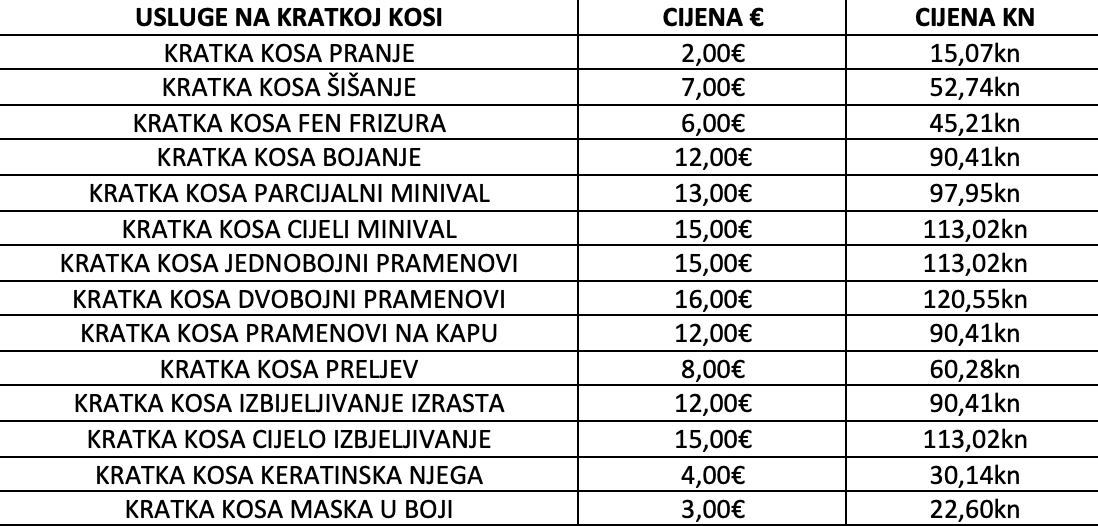 USLUGE NA KRATKOJ KOSI CIJENA € CIJENA KN
KRATKA KOSA PRANJE 2,00€ 15,07kn
KRATKA KOSA ŠIŠANJE 7,00€ 52,74kn
KRATKA KOSA FEN FRIZURA 6,00€ 45,21kn
KRATKA KOSA BOJANJE 12,00€ 90,41kn
KRATKA KOSA PARCIJALNI MINIVAL 13,00€ 97,95kn
KRATKA KOSA CIJELI MINIVAL 15,00€ 113,02kn
KRATKA KOSA JEDNOBOJNI PRAMENOVI 15,00€ 113,02kn
KRATKA KOSA DVOBOJNI PRAMENOVI 16,00€ 120,55kn
KRATKA KOSA PRAMENOVI NA KAPU 12,00€ 90,41kn
KRATKA KOSA PRELJEV 8,00€ 60,28kn
KRATKA KOSA IZBIJELJIVANJE IZRASTA 12,00€ 90,41kn
KRATKA KOSA CIJELO IZBJELJIVANJE 15,00€ 113,02kn
KRATKA KOSA KERATINSKA NJEGA 4,00€ 30,14kn
KRATKA KOSA MASKA U BOJI 3,00€ 22,60kn